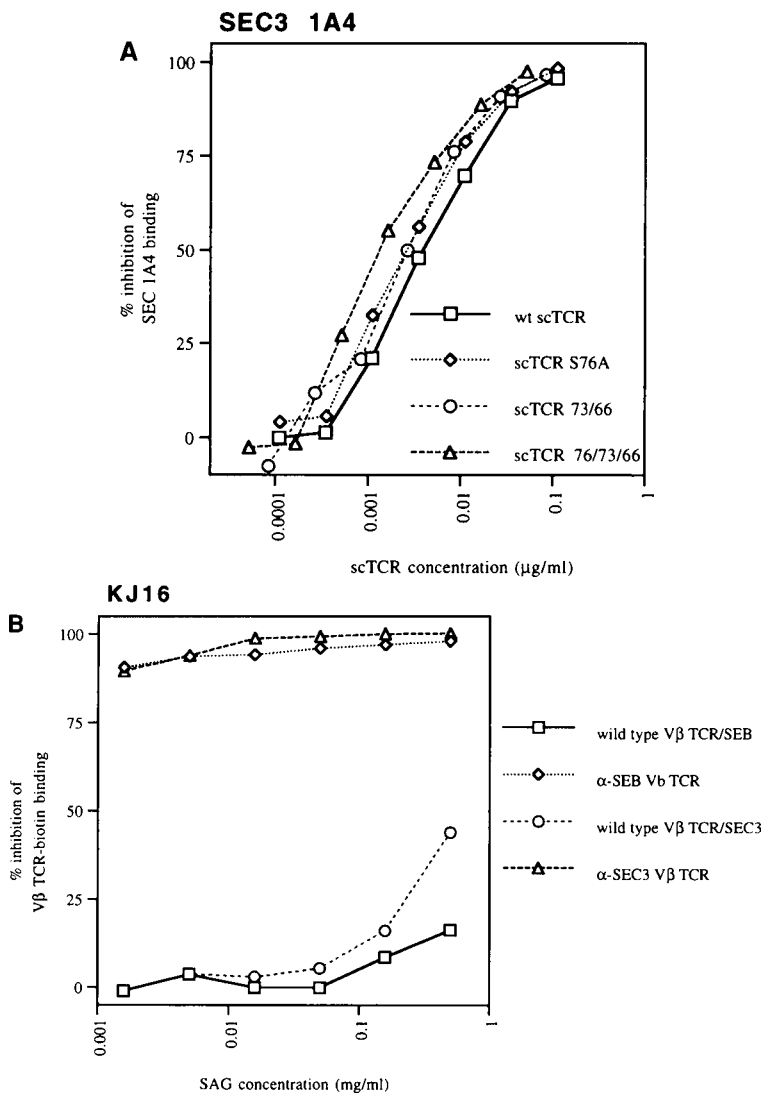 SEC3 1A4
A
100
75
50
25
0
% inhibition of
SEC 1A4 binding
wt scTCR
scTCR S76A
scTCR 73/66
scTCR 76/73/66
0.0001
0.001
0.01
0.1
1
scTCR concentration (μg/ml)
KJ16
B
100
75
50
25
0
% inhibition of
Vβ TCR-biotin binding
wild type Vβ TCR/SEB
α-SEB Vb TCR
wild type Vβ TCR/SEC3
α-SEC3 Vβ TCR
0.001
0.01
0.1
1
SAG concentration (mg/ml)